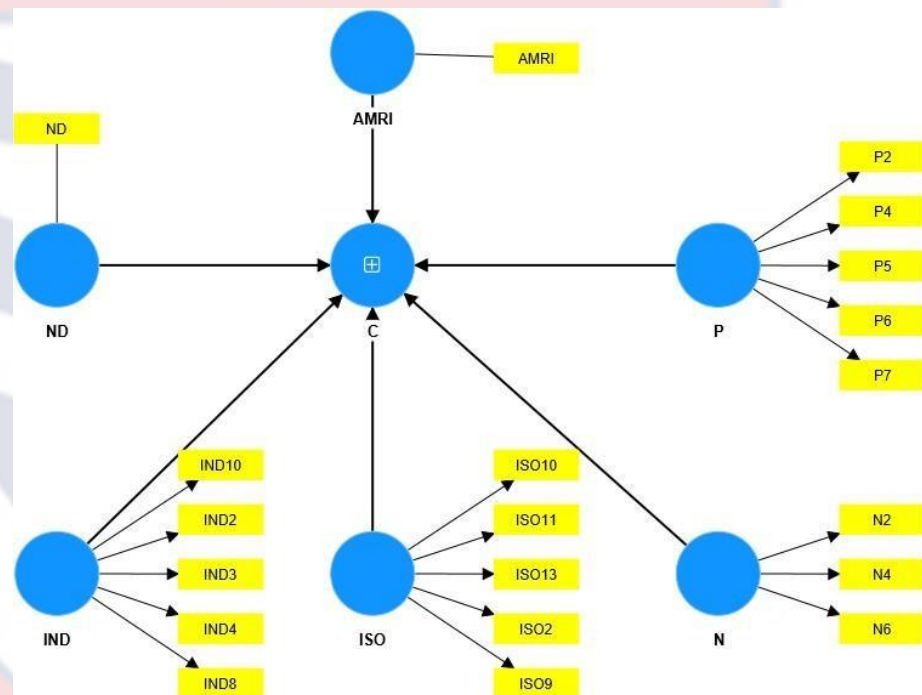 AMRI
AMRI
ND
ND
C
P
P2
P4
P5
P6
P7
IND
IND10
IND2
IND3
IND4
IND8
ISO
ISO10
ISO11
ISO13
ISO2
ISO9
N
N2
N4
N6